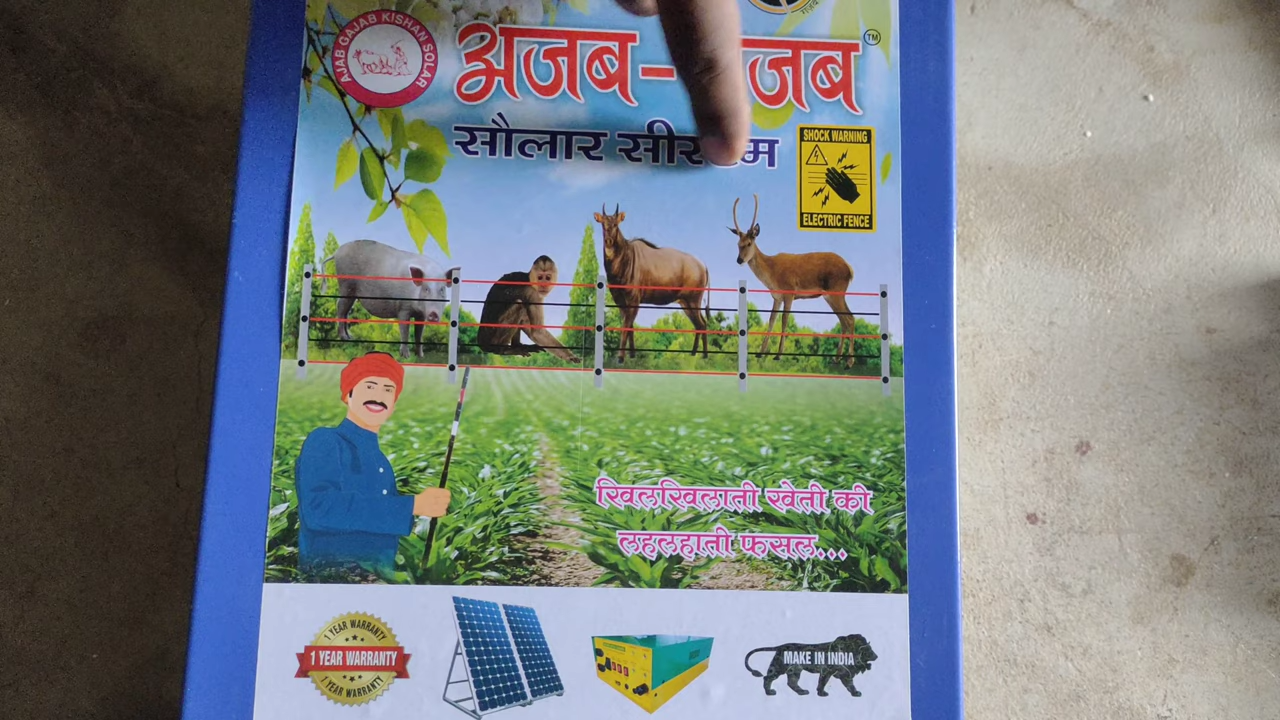 AJAB GAJAB KISHAN SOLAR
अजब-
जब
TM
सौलार
SHOCK WARNING
ELECTRIC FENCE
खिलखिलाती खेती की
लहलहाती फसल...
1 YEAR WARRANTY
1 YEAR WARRANTY
1 YEAR WARRANTY
MAKE IN INDIA